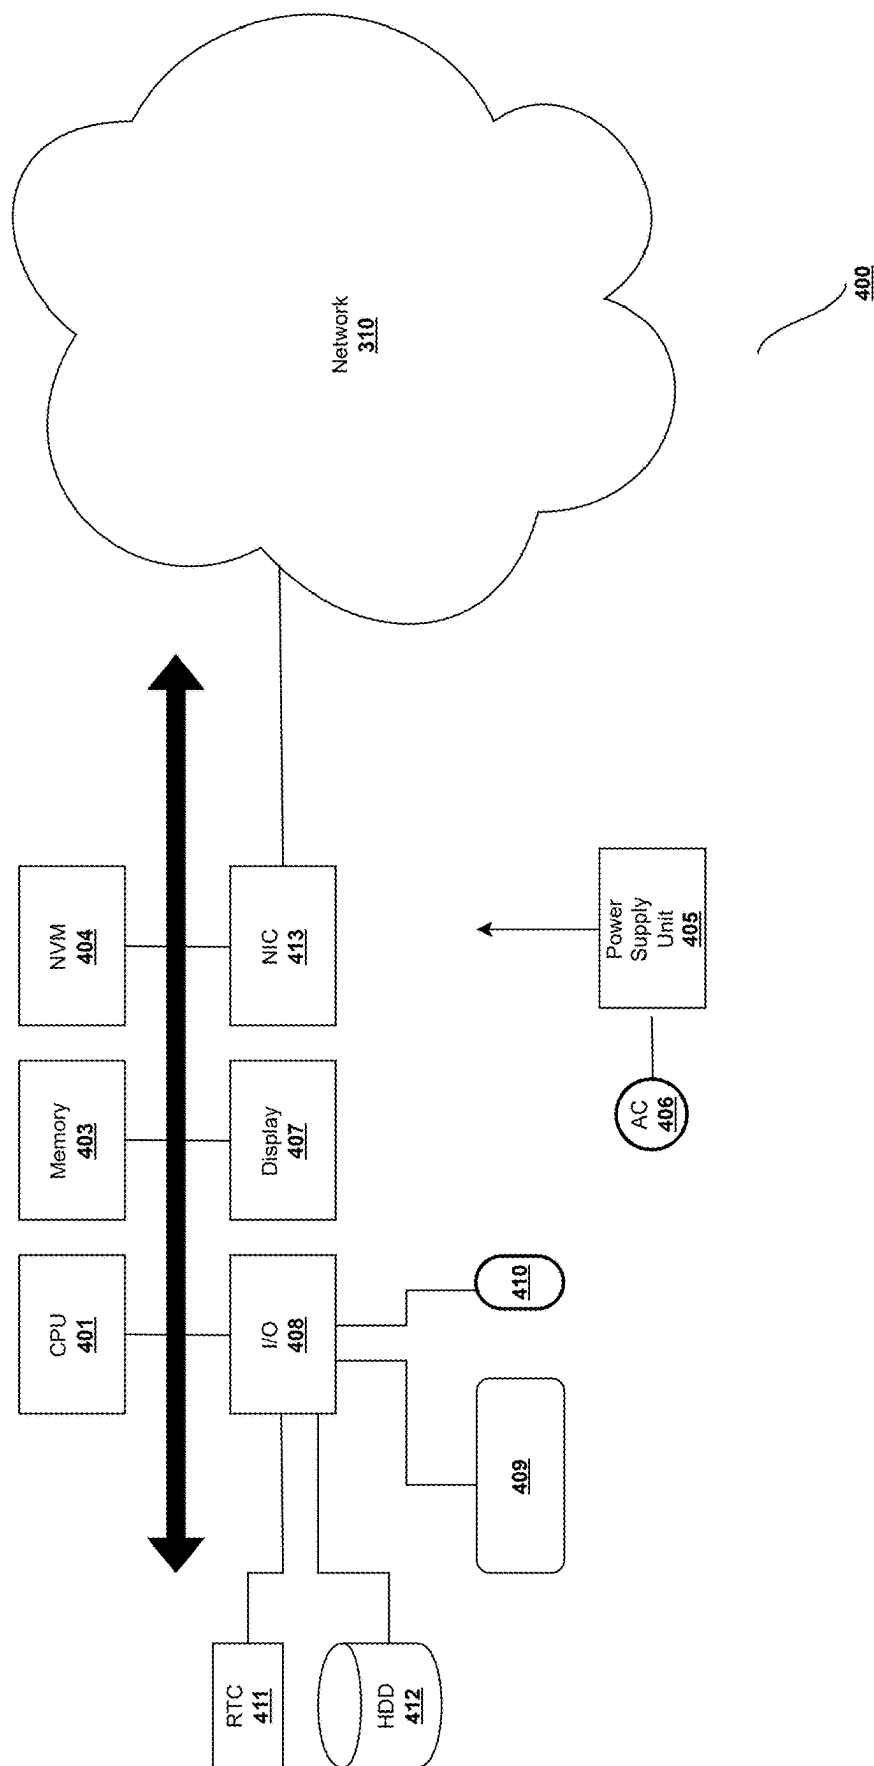 CPU
401
Memory
403
NVM
404
RTC
411
HDD
412
I/O
408
Display
407
NIC
413
Network
310
409
410
AC
406
Power
Supply
Unit
405
400